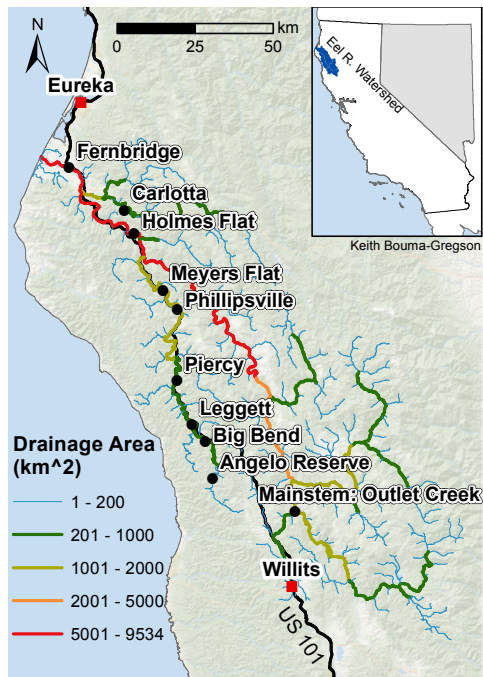 N
0
25
50
km
Eureka
Fernbridge
Carlotta
Holmes Flat
Meyers Flat
Phillipsville
Piercy
Leggett
Big Bend
Angelo Reserve
Mainstem: Outlet Creek
Willits
US 101
Eel R. Watershed
Keith Bouma-Gregson
Drainage Area
(km^2)
1 - 200
201 - 1000
1001 - 2000
2001 - 5000
5001 - 9534